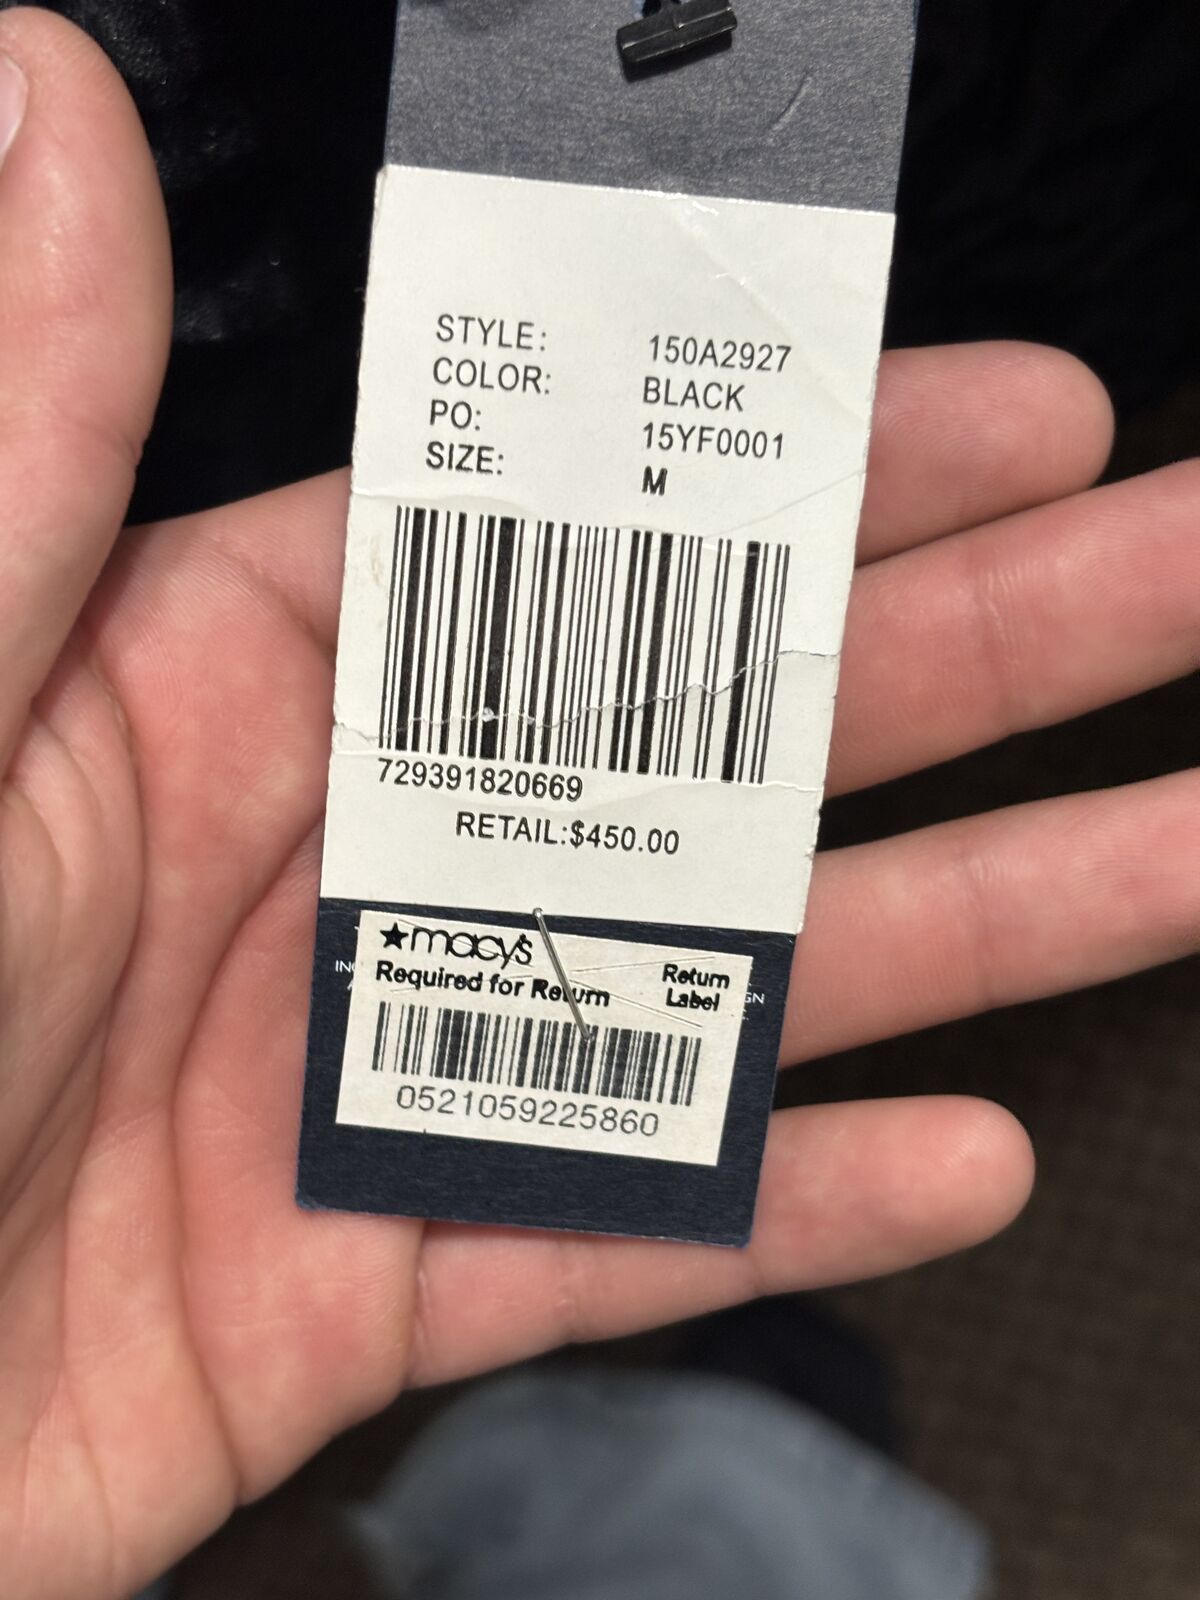 STYLE: 150A2927
COLOR: BLACK
PO: 15YF0001
SIZE: M
729391820669
RETAIL:$450.00
★macy's
Required for Return
Return
Label
0521059225860